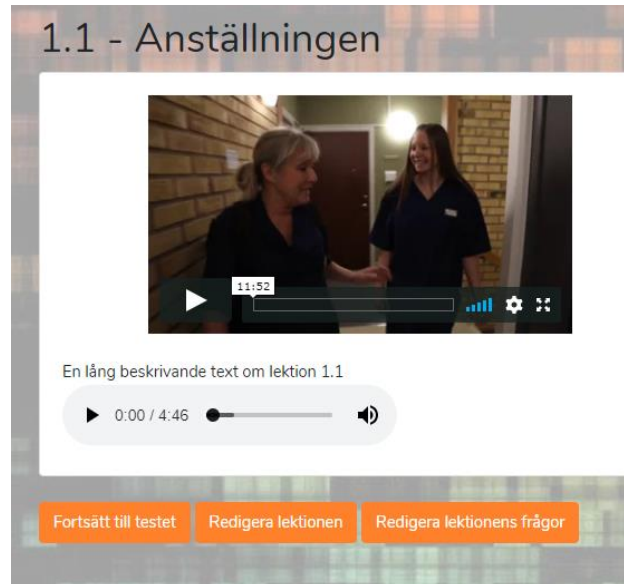 1.1 - Anställningen
11:52
En lång beskrivande text om lektion 1.1
0:00 / 4:46
Fortsätt till testet
Redigera lektionen
Redigera lektionens frågor